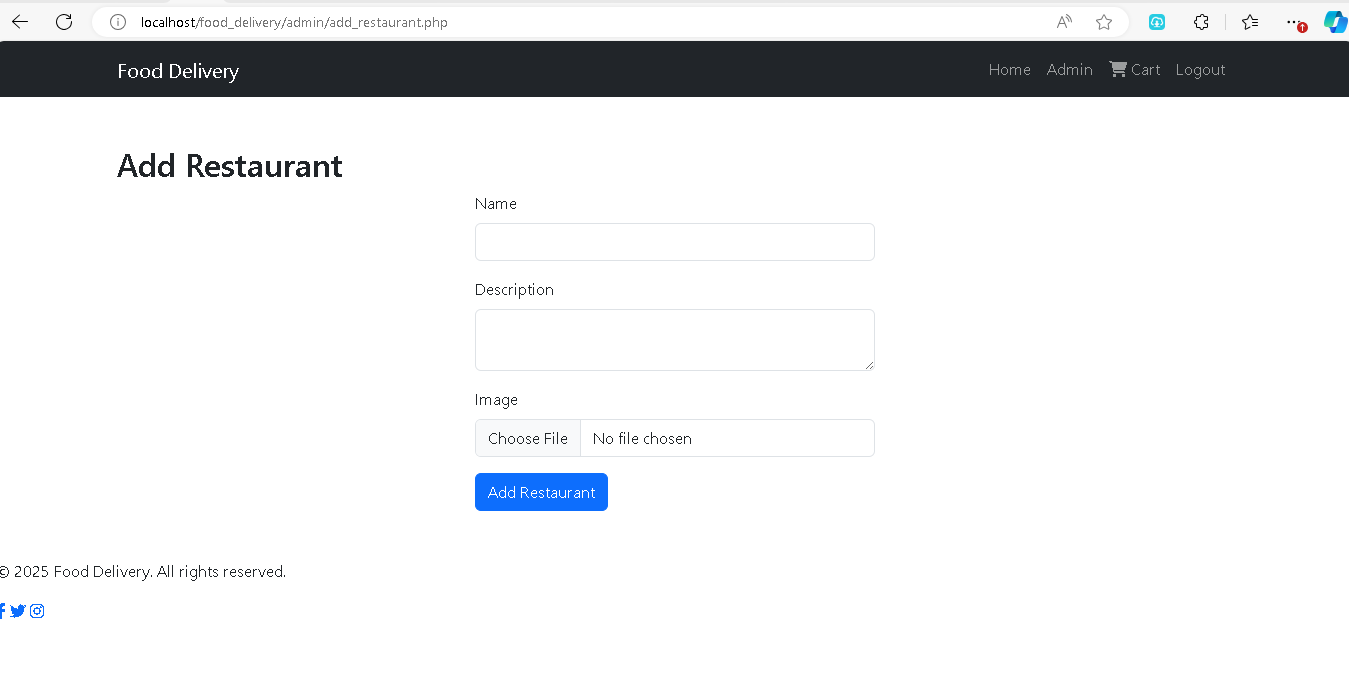 localhost/food_delivery/admin/add_restaurant.php
Food Delivery Home Admin Cart Logout
Add Restaurant
Name
Description
Image
Choose File No file chosen
Add Restaurant
© 2025 Food Delivery. All rights reserved.